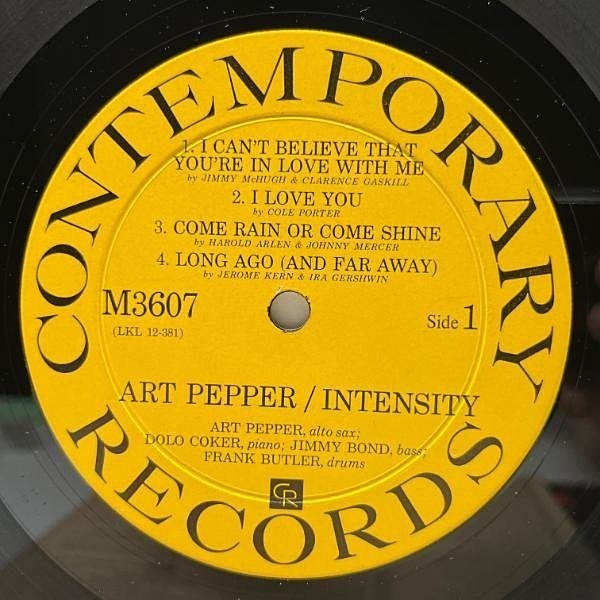 CONTEMPORARY
1. I CAN'T BELIEVE THAT
YOU'RE IN LOVE WITH ME
by JIMMY McHUGH & CLARENCE GASKILL
2. I LOVE YOU
by COLE PORTER
3. COME RAIN OR COME SHINE
by HAROLD ARLEN & JOHNNY MERCER
4. LONG AGO (AND FAR AWAY)
by JEROME KERN & IRA GERSHWIN
M3607
(LKL 12-381)
Side 1
ART PEPPER / INTENSITY
ART PEPPER, alto sax;
DOLO COKER, piano; JIMMY BOND, bass;
FRANK BUTLER, drums
CR
RECORDS